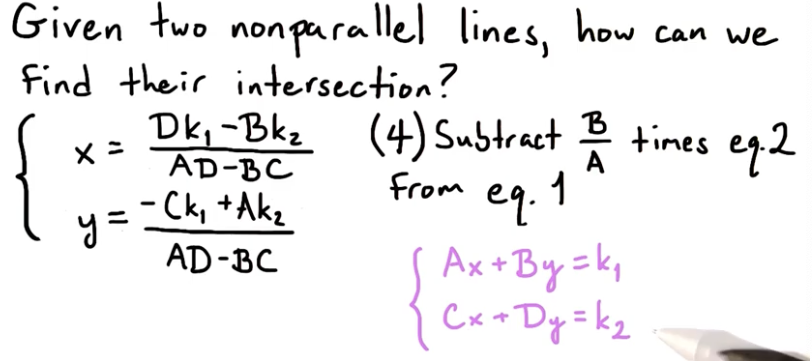 Given two nonparallel lines, how can we
find their intersection?
{ x = (Dk₁ - Bk₂)/(AD - BC)
y = (-Ck₁ + Ak₂)/(AD - BC)
(4) Subtract B/A times eq. 2
from eq. 1
{ Ax + By = k₁
Cx + Dy = k₂